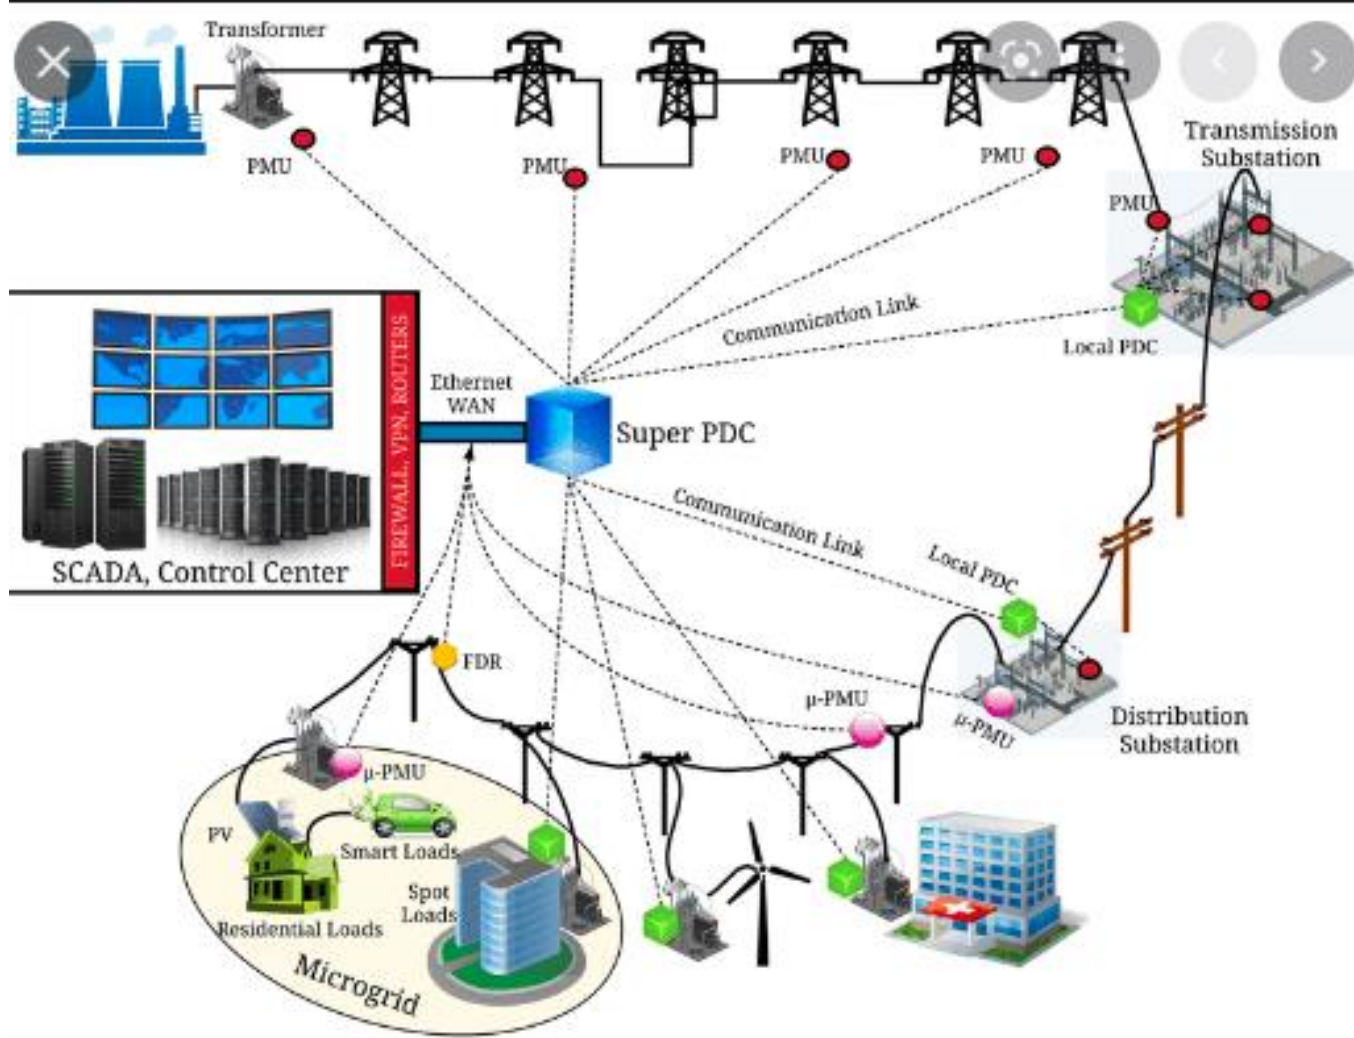 Transformer
PMU
PMU
PMU
PMU
Transmission
Substation
PMU
Communication Link
Local PDC
FIREWALL, VPN, ROUTERS
Ethernet
WAN
Super PDC
SCADA, Control Center
Communication Link
Local PDC
FDR
μ-PMU
μ-PMU
Distribution
Substation
μ-PMU
PV
Smart Loads
Spot
Loads
Residential Loads
Microgrid